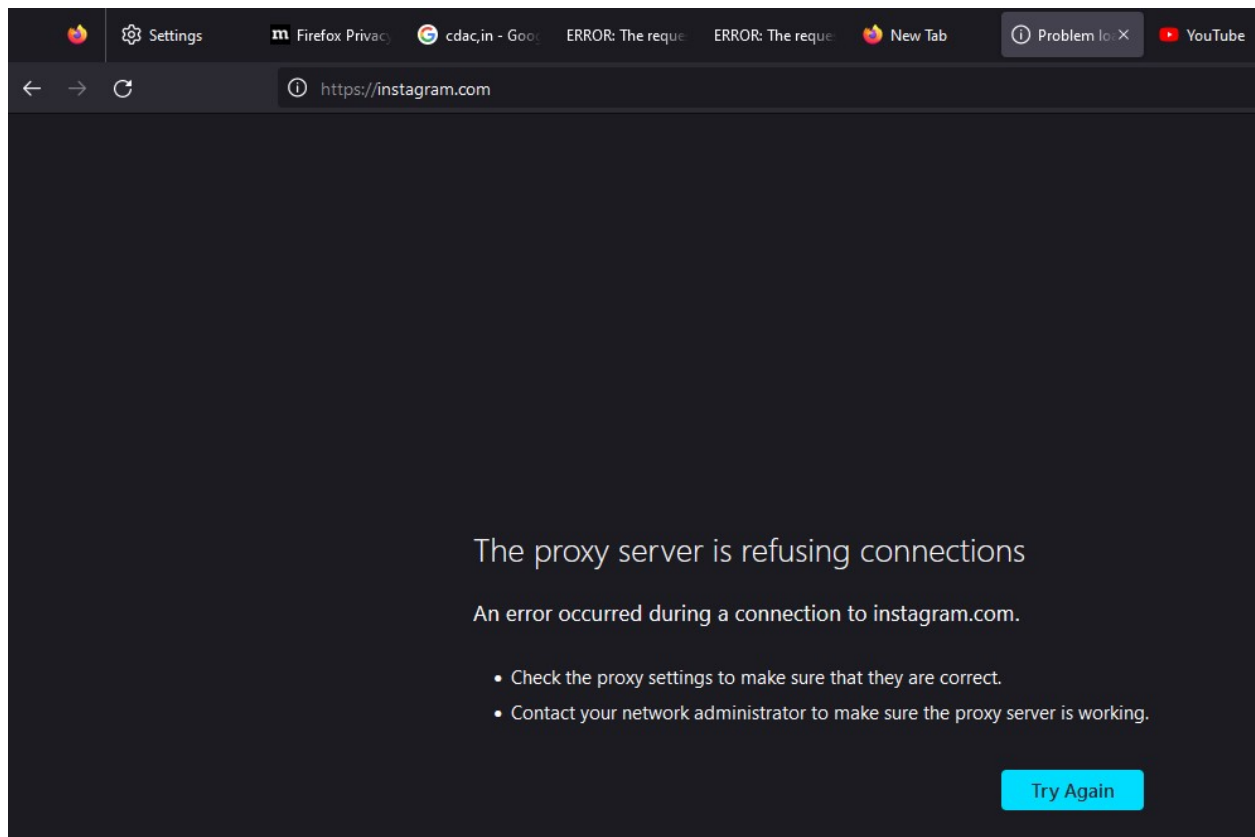 Settings
m Firefox Privacy
G cdac,in - Goog
ERROR: The reque
ERROR: The reque
New Tab
Problem lo
YouTube
https://instagram.com
The proxy server is refusing connections
An error occurred during a connection to instagram.com.
• Check the proxy settings to make sure that they are correct.
• Contact your network administrator to make sure the proxy server is working.
Try Again